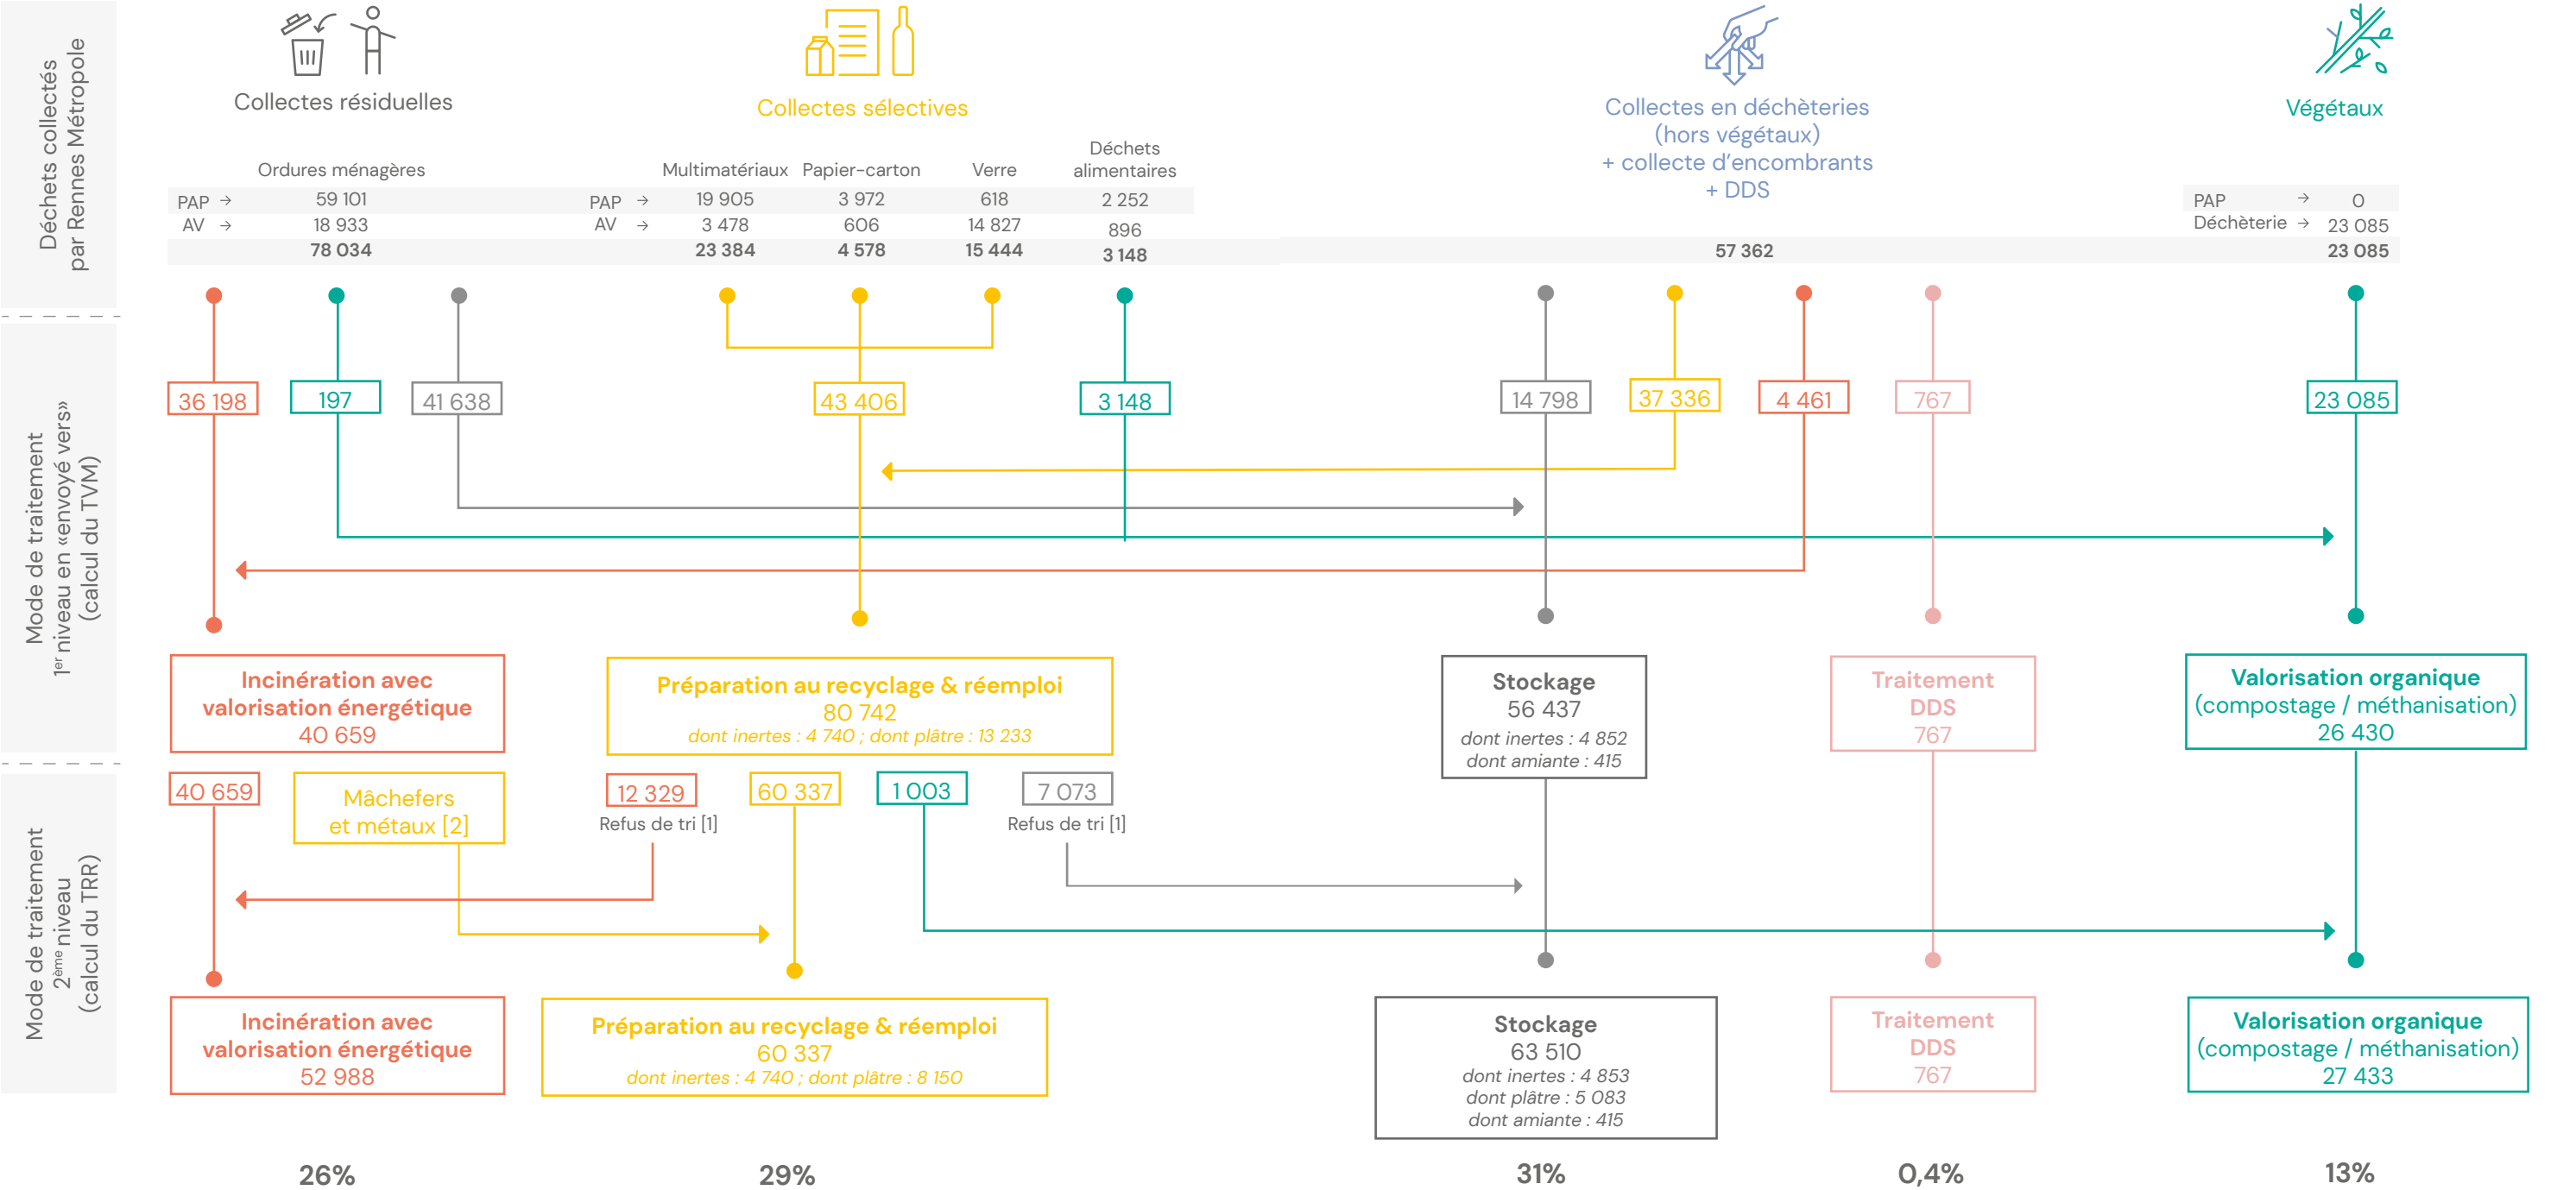 Déchets collectés
par Rennes Métropole
Collectes résiduelles
Collectes sélectives
Collectes en déchèteries
(hors végétaux)
+ collecte d'encombrants
+ DDS
Végétaux
Ordures ménagères
PAP → 59 101
AV → 18 933
78 034
Multimatériaux Papier-carton Verre Déchets
alimentaires
PAP → 19 905 3 972 618 2 252
AV → 3 478 606 14 827 896
23 384 4 578 15 444 3 148
57 362
PAP → 0
Déchèterie → 23 085
23 085
Mode de traitement
1er niveau en «envoyé vers»
(calcul du TVM)
36 198 197 41 638 43 406 3 148 14 798 37 336 4 461 767 23 085
Incinération avec
valorisation énergétique
40 659
Préparation au recyclage & réemploi
80 742
dont inertes : 4 740 ; dont plâtre : 13 233
Stockage
56 437
dont inertes : 4 852
dont amiante : 415
Traitement
DDS
767
Valorisation organique
(compostage / méthanisation)
26 430
Mode de traitement
2ème niveau
(calcul du TRR)
40 659
Mâchefers
et métaux [2]
12 329
Refus de tri [1]
60 337
1 003
7 073
Refus de tri [1]
Incinération avec
valorisation énergétique
52 988
Préparation au recyclage & réemploi
60 337
dont inertes : 4 740 ; dont plâtre : 8 150
Stockage
63 510
dont inertes : 4 853
dont plâtre : 5 083
dont amiante : 415
Traitement
DDS
767
Valorisation organique
(compostage / méthanisation)
27 433
26% 29% 31% 0,4% 13%